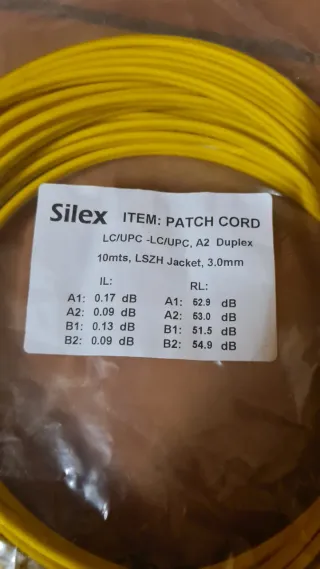 Silex ITEM: PATCH CORD
LC/UPC -LC/UPC, A2 Duplex
10mts, LSZH Jacket, 3.0mm
IL: RL:
A1: 0.17 dB A1: 62.9 dB
A2: 0.09 dB A2: 63.0 dB
B1: 0.13 dB B1: 51.5 dB
B2: 0.09 dB B2: 54.9 dB